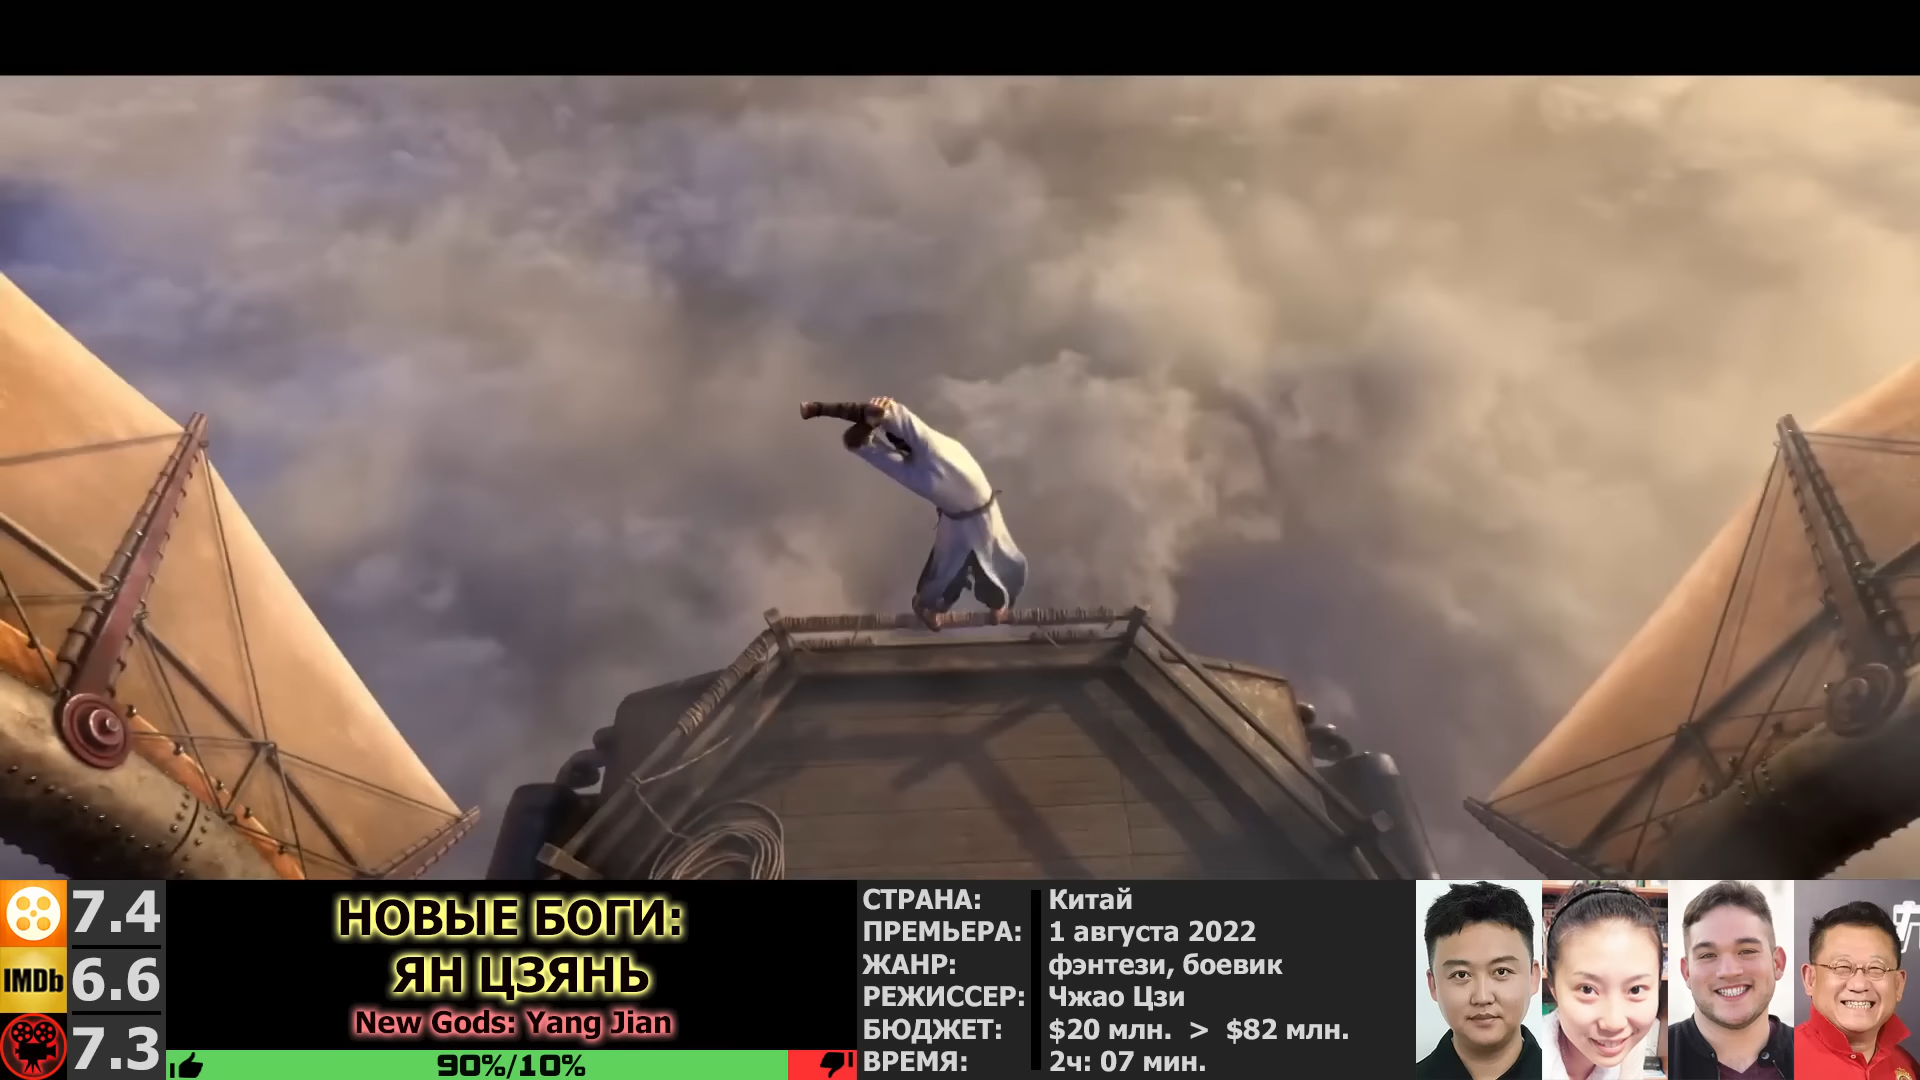 7.4
IMDb 6.6
7.3
НОВЫЕ БОГИ:
ЯН ЦЗЯНЬ
New Gods: Yang Jian
90%/10%
СТРАНА: Китай
ПРЕМЬЕРА: 1 августа 2022
ЖАНР: фэнтези, боевик
РЕЖИССЕР: Чжао Цзи
БЮДЖЕТ: $20 млн. > $82 млн.
ВРЕМЯ: 2ч: 07 мин.